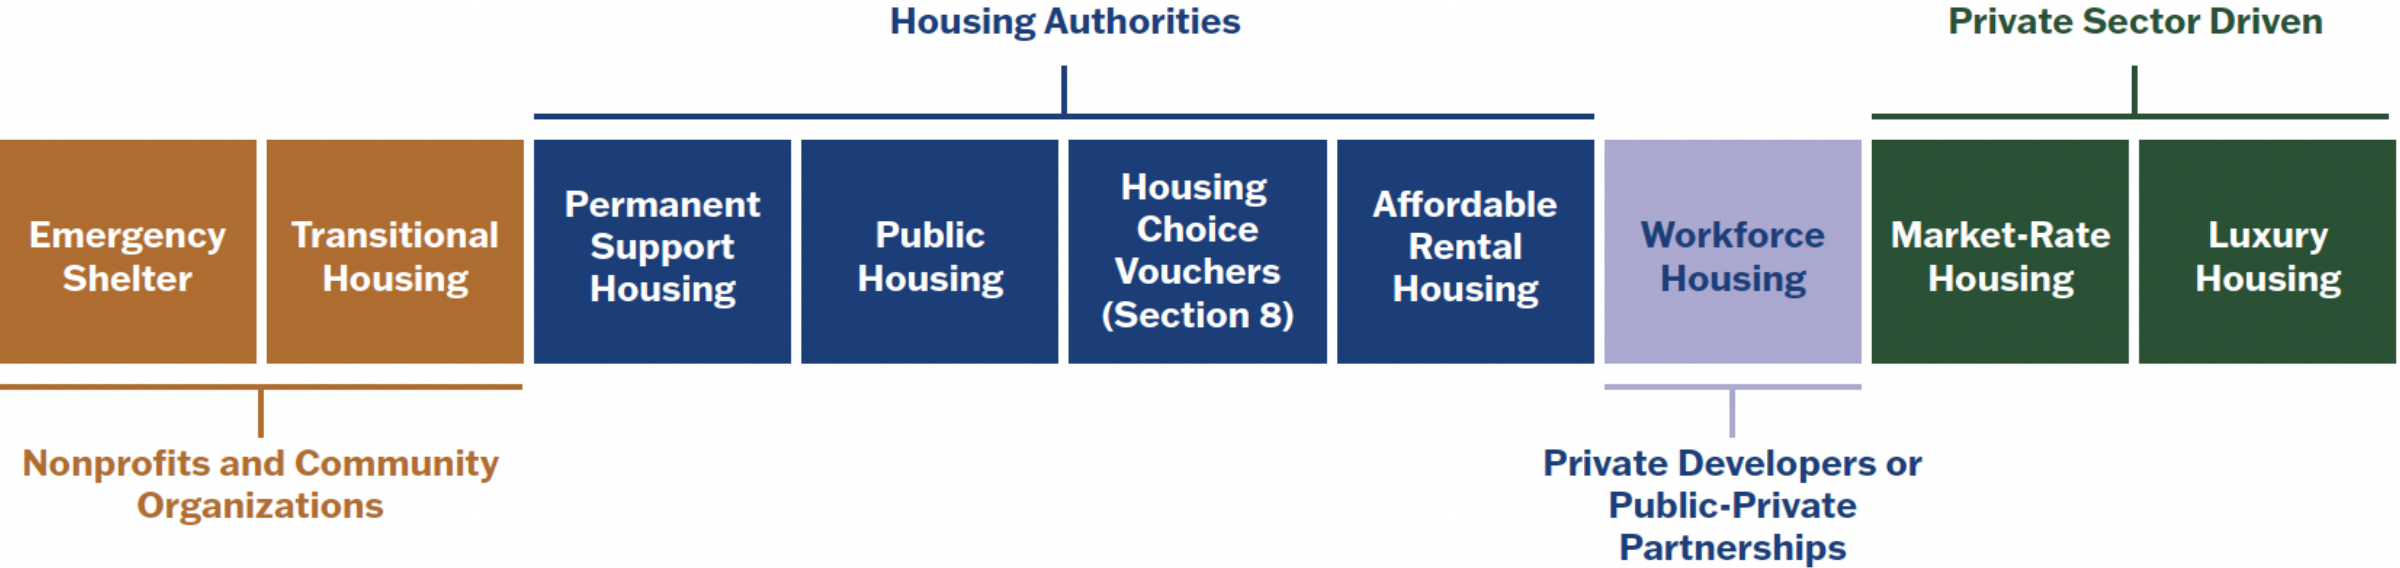 Housing Authorities
Private Sector Driven
Emergency
Shelter
Transitional
Housing
Permanent
Support
Housing
Public
Housing
Housing
Choice
Vouchers
(Section 8)
Affordable
Rental
Housing
Workforce
Housing
Market-Rate
Housing
Luxury
Housing
Nonprofits and Community
Organizations
Private Developers or
Public-Private
Partnerships